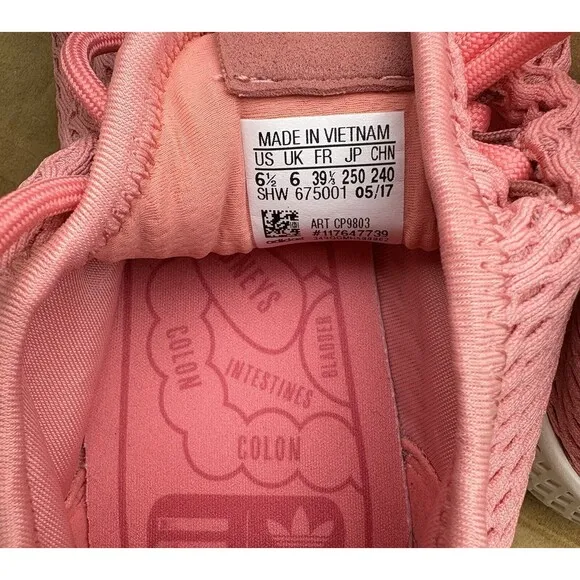 MADE IN VIETNAM
US UK FR JP CHN
6½ 6 39⅓ 250 240
SHW 675001 05/17
ART CP9803
#117647739
adidas
BLADDER
COLON
INTESTINES
COLON